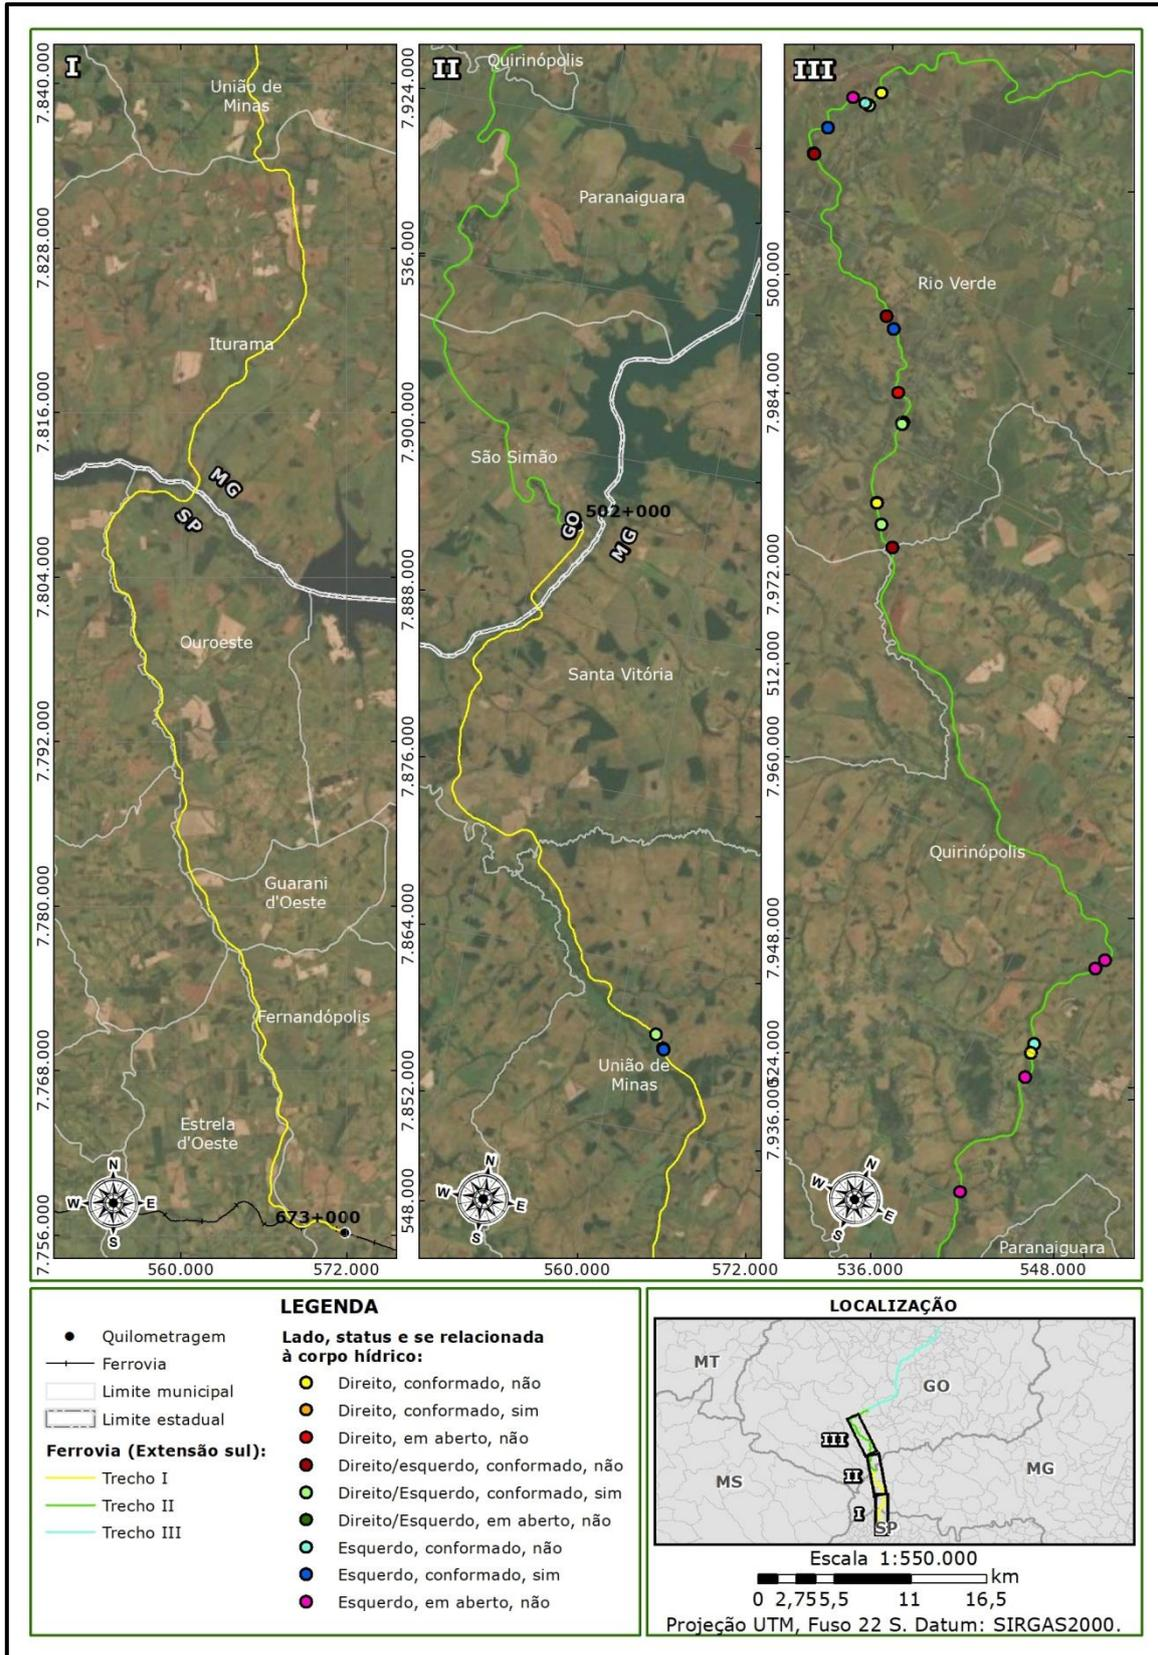 I
União de
Minas
Iturama
MG
SP
Ouroeste
Guarani
d'Oeste
Fernandópolis
Estrela
d'Oeste
N
W
E
S
673+000
7.840.000
7.828.000
7.816.000
7.804.000
7.792.000
7.780.000
7.768.000
7.756.000
560.000
572.000
II
Quirinópolis
Paranaiguara
São Simão
GO
502+000
MG
Santa Vitória
União de
Minas
N
W
E
S
7.924.000
536.000
7.900.000
7.888.000
7.876.000
7.864.000
7.852.000
548.000
560.000
572.000
III
Rio Verde
Quirinópolis
Paranaiguara
N
W
E
S
500.000
7.984.000
7.972.000
512.000
7.960.000
7.948.000
524.000
7.936.000
536.000
548.000
LEGENDA
Quilometragem
Ferrovia
Limite municipal
Limite estadual
Ferrovia (Extensão sul):
Trecho I
Trecho II
Trecho III
Lado, status e se relacionada
à corpo hídrico:
Direito, conformado, não
Direito, conformado, sim
Direito, em aberto, não
Direito/esquerdo, conformado, não
Direito/Esquerdo, conformado, sim
Direito/Esquerdo, em aberto, não
Esquerdo, conformado, não
Esquerdo, conformado, sim
Esquerdo, em aberto, não
LOCALIZAÇÃO
MT
GO
MS
MG
SP
III
II
I
Escala 1:550.000
km
0 2,755,5 11 16,5
Projeção UTM, Fuso 22 S. Datum: SIRGAS2000.